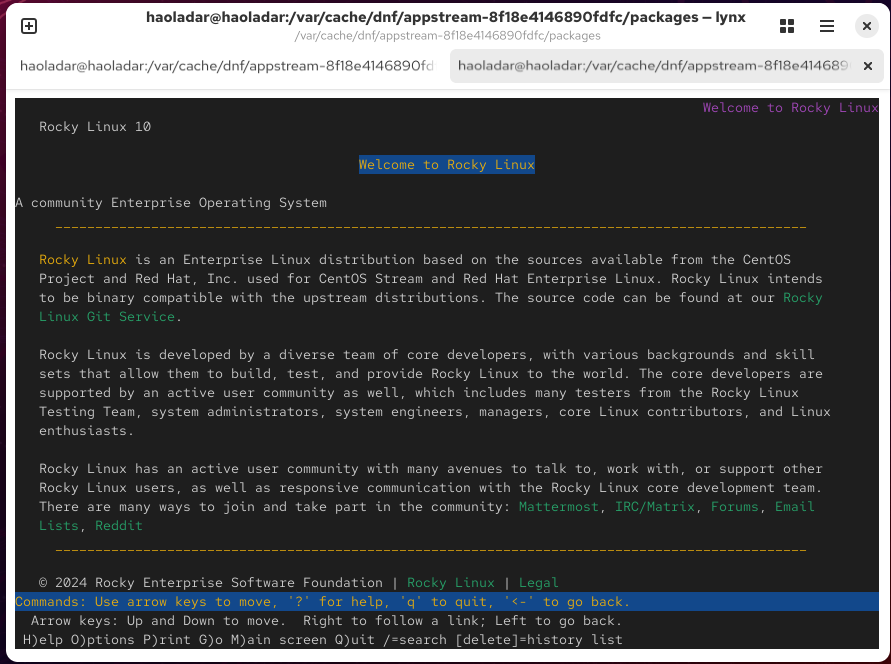 haoladar@haoladar:/var/cache/dnf/appstream-8f18e4146890fdfc/packages — lynx
/var/cache/dnf/appstream-8f18e4146890fdfc/packages
haoladar@haoladar:/var/cache/dnf/appstream-8f18e4146890fd
haoladar@haoladar:/var/cache/dnf/appstream-8f18e414689
Welcome to Rocky Linux
Rocky Linux 10
Welcome to Rocky Linux
A community Enterprise Operating System
Rocky Linux is an Enterprise Linux distribution based on the sources available from the CentOS
Project and Red Hat, Inc. used for CentOS Stream and Red Hat Enterprise Linux. Rocky Linux intends
to be binary compatible with the upstream distributions. The source code can be found at our Rocky
Linux Git Service.
Rocky Linux is developed by a diverse team of core developers, with various backgrounds and skill
sets that allow them to build, test, and provide Rocky Linux to the world. The core developers are
supported by an active user community as well, which includes many testers from the Rocky Linux
Testing Team, system administrators, system engineers, managers, core Linux contributors, and Linux
enthusiasts.
Rocky Linux has an active user community with many avenues to talk to, work with, or support other
Rocky Linux users, as well as responsive communication with the Rocky Linux core development team.
There are many ways to join and take part in the community: Mattermost, IRC/Matrix, Forums, Email
Lists, Reddit
© 2024 Rocky Enterprise Software Foundation | Rocky Linux | Legal
Commands: Use arrow keys to move, '?' for help, 'q' to quit, '<-' to go back.
Arrow keys: Up and Down to move.  Right to follow a link; Left to go back.
H)elp O)ptions P)rint G)o M)ain screen Q)uit /=search [delete]=history list